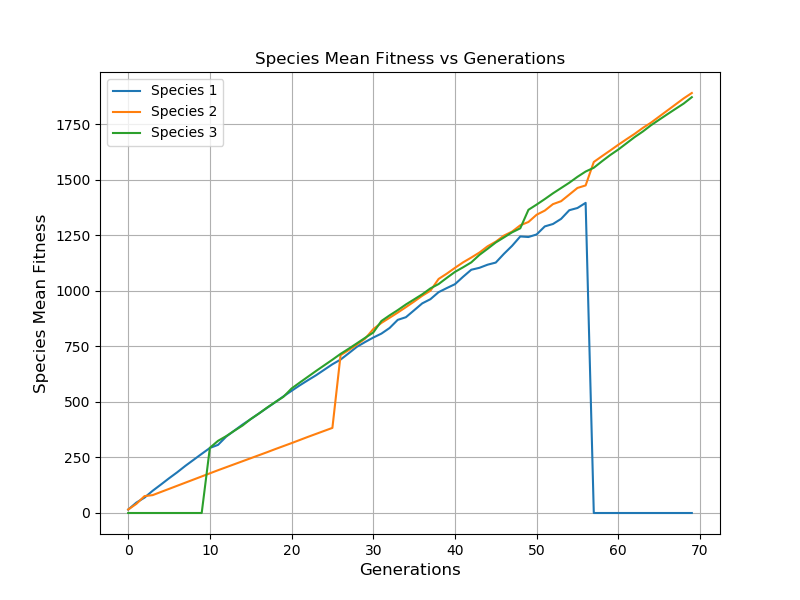 Species Mean Fitness vs Generations
Species 1
Species 2
Species 3
Species Mean Fitness
1750
1500
1250
1000
750
500
250
0
0 10 20 30 40 50 60 70
Generations